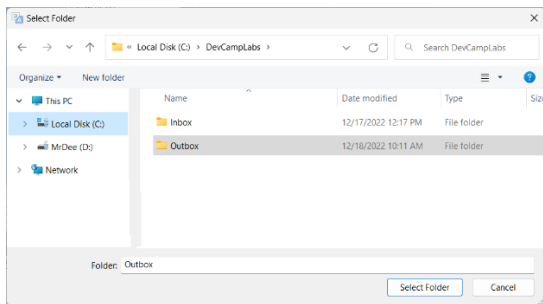 Select Folder
« Local Disk (C:) > DevCampLabs >
Search DevCampLabs
Organize
New folder
Name Date modified Type Size
This PC
Local Disk (C:)
MrDee (D:)
Network
Inbox 12/17/2022 12:17 PM File folder
Outbox 12/18/2022 10:11 AM File folder
Folder: Outbox
Select Folder Cancel